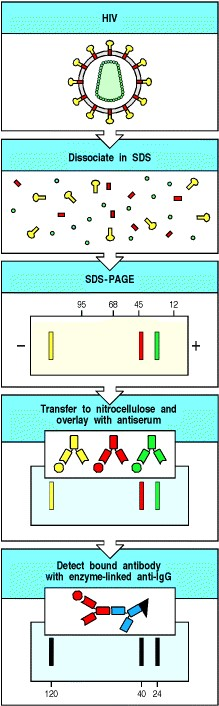 HIV
Dissociate in SDS
SDS-PAGE
95 68 45 12
– +
Transfer to nitrocellulose and
overlay with antiserum
Detect bound antibody
with enzyme-linked anti-IgG
120 40 24